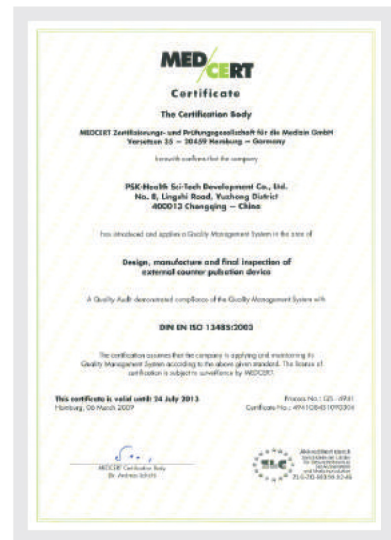 MED/CERT
Certificate
The Certification Body
MEDCERT Zertifizierungs- und Prüfungsgesellschaft für die Medizin GmbH
Vorsetzen 35 – 20459 Hamburg – Germany
herewith confirms that the company
PSK-Health Sci-Tech Development Co., Ltd.
No. 8, Lingshi Road, Yuzhong District
400013 Chongqing – China
has introduced and applies a Quality Management System in the area of
Design, manufacture and final inspection of
external counter pulsation device
A Quality Audit demonstrated compliance of the Quality Management System with
DIN EN ISO 13485:2003
The certification assumes that the company is applying and maintaining its
Quality Management System according to the above given standard. The license of
certification is subject to surveillance by MEDCERT.
This certificate is valid until: 24 July 2013
Hamburg, 06 March 2009
Process No.: QS - 4941
MEDCERT Certification Body
ZLG